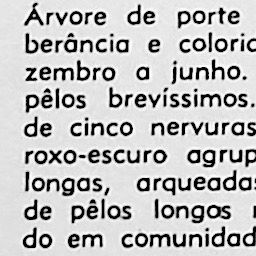 Árvore de porte
berância e colorid
zembro a junho.
pêlos brevíssimos.
de cinco nervuras
roxo-escuro agrup
longas, arqueadas
de pêlos longos
do em comunidad